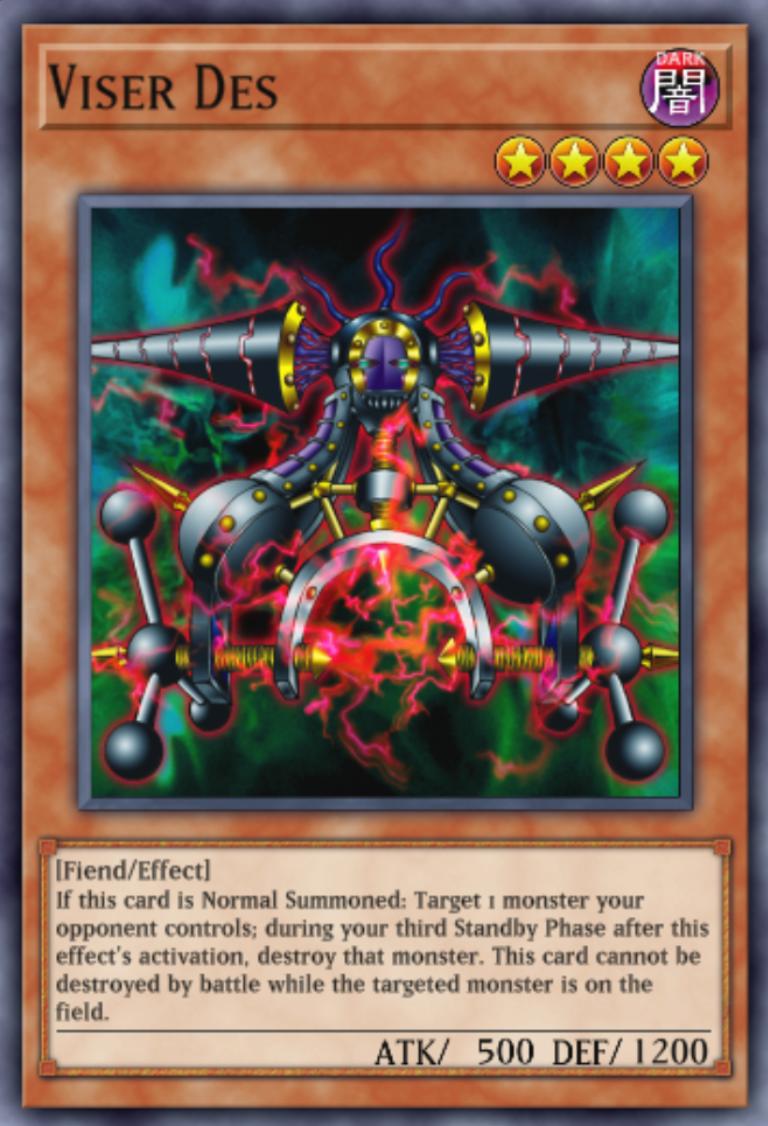 Viser Des
DARK
闇
[Fiend/Effect]
If this card is Normal Summoned: Target 1 monster your
opponent controls; during your third Standby Phase after this
effect's activation, destroy that monster. This card cannot be
destroyed by battle while the targeted monster is on the
field.
ATK/ 500 DEF/ 1200